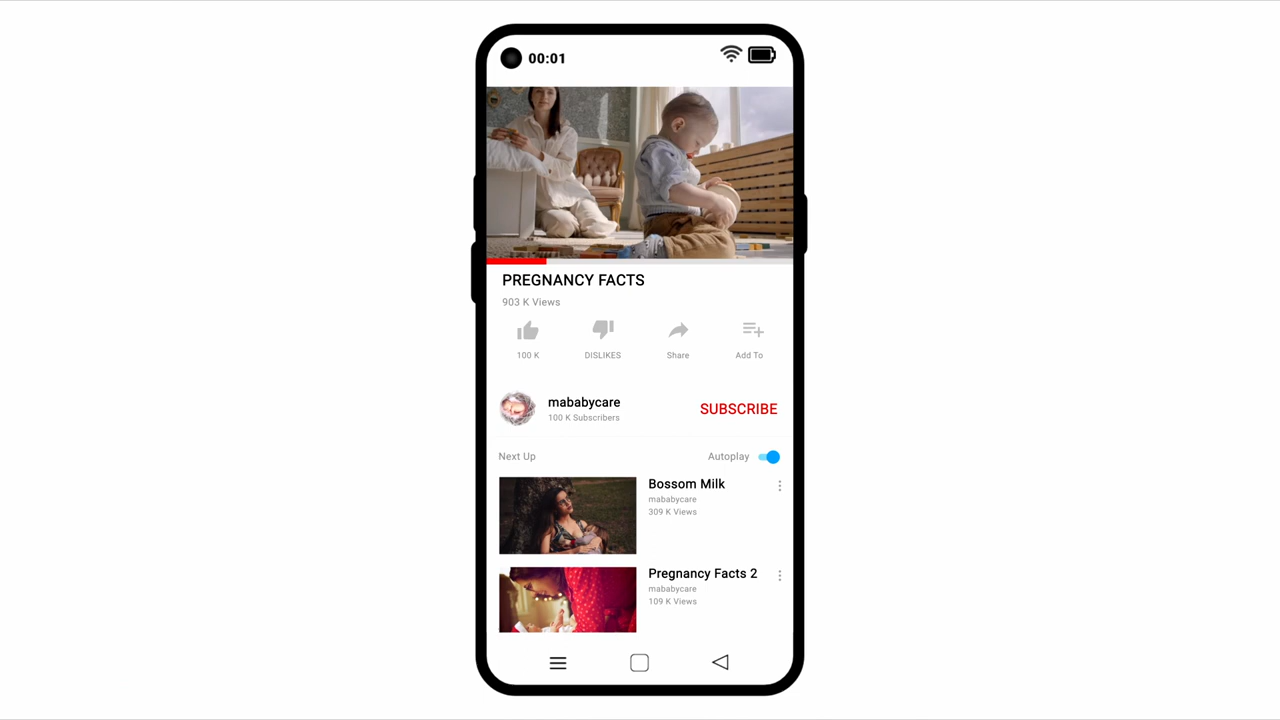 00:01
PREGNANCY FACTS
903 K Views
100 K
DISLIKES
Share
Add To
mababycare
100 K Subscribers
SUBSCRIBE
Next Up
Autoplay
Bossom Milk
mababycare
309 K Views
Pregnancy Facts 2
mababycare
109 K Views